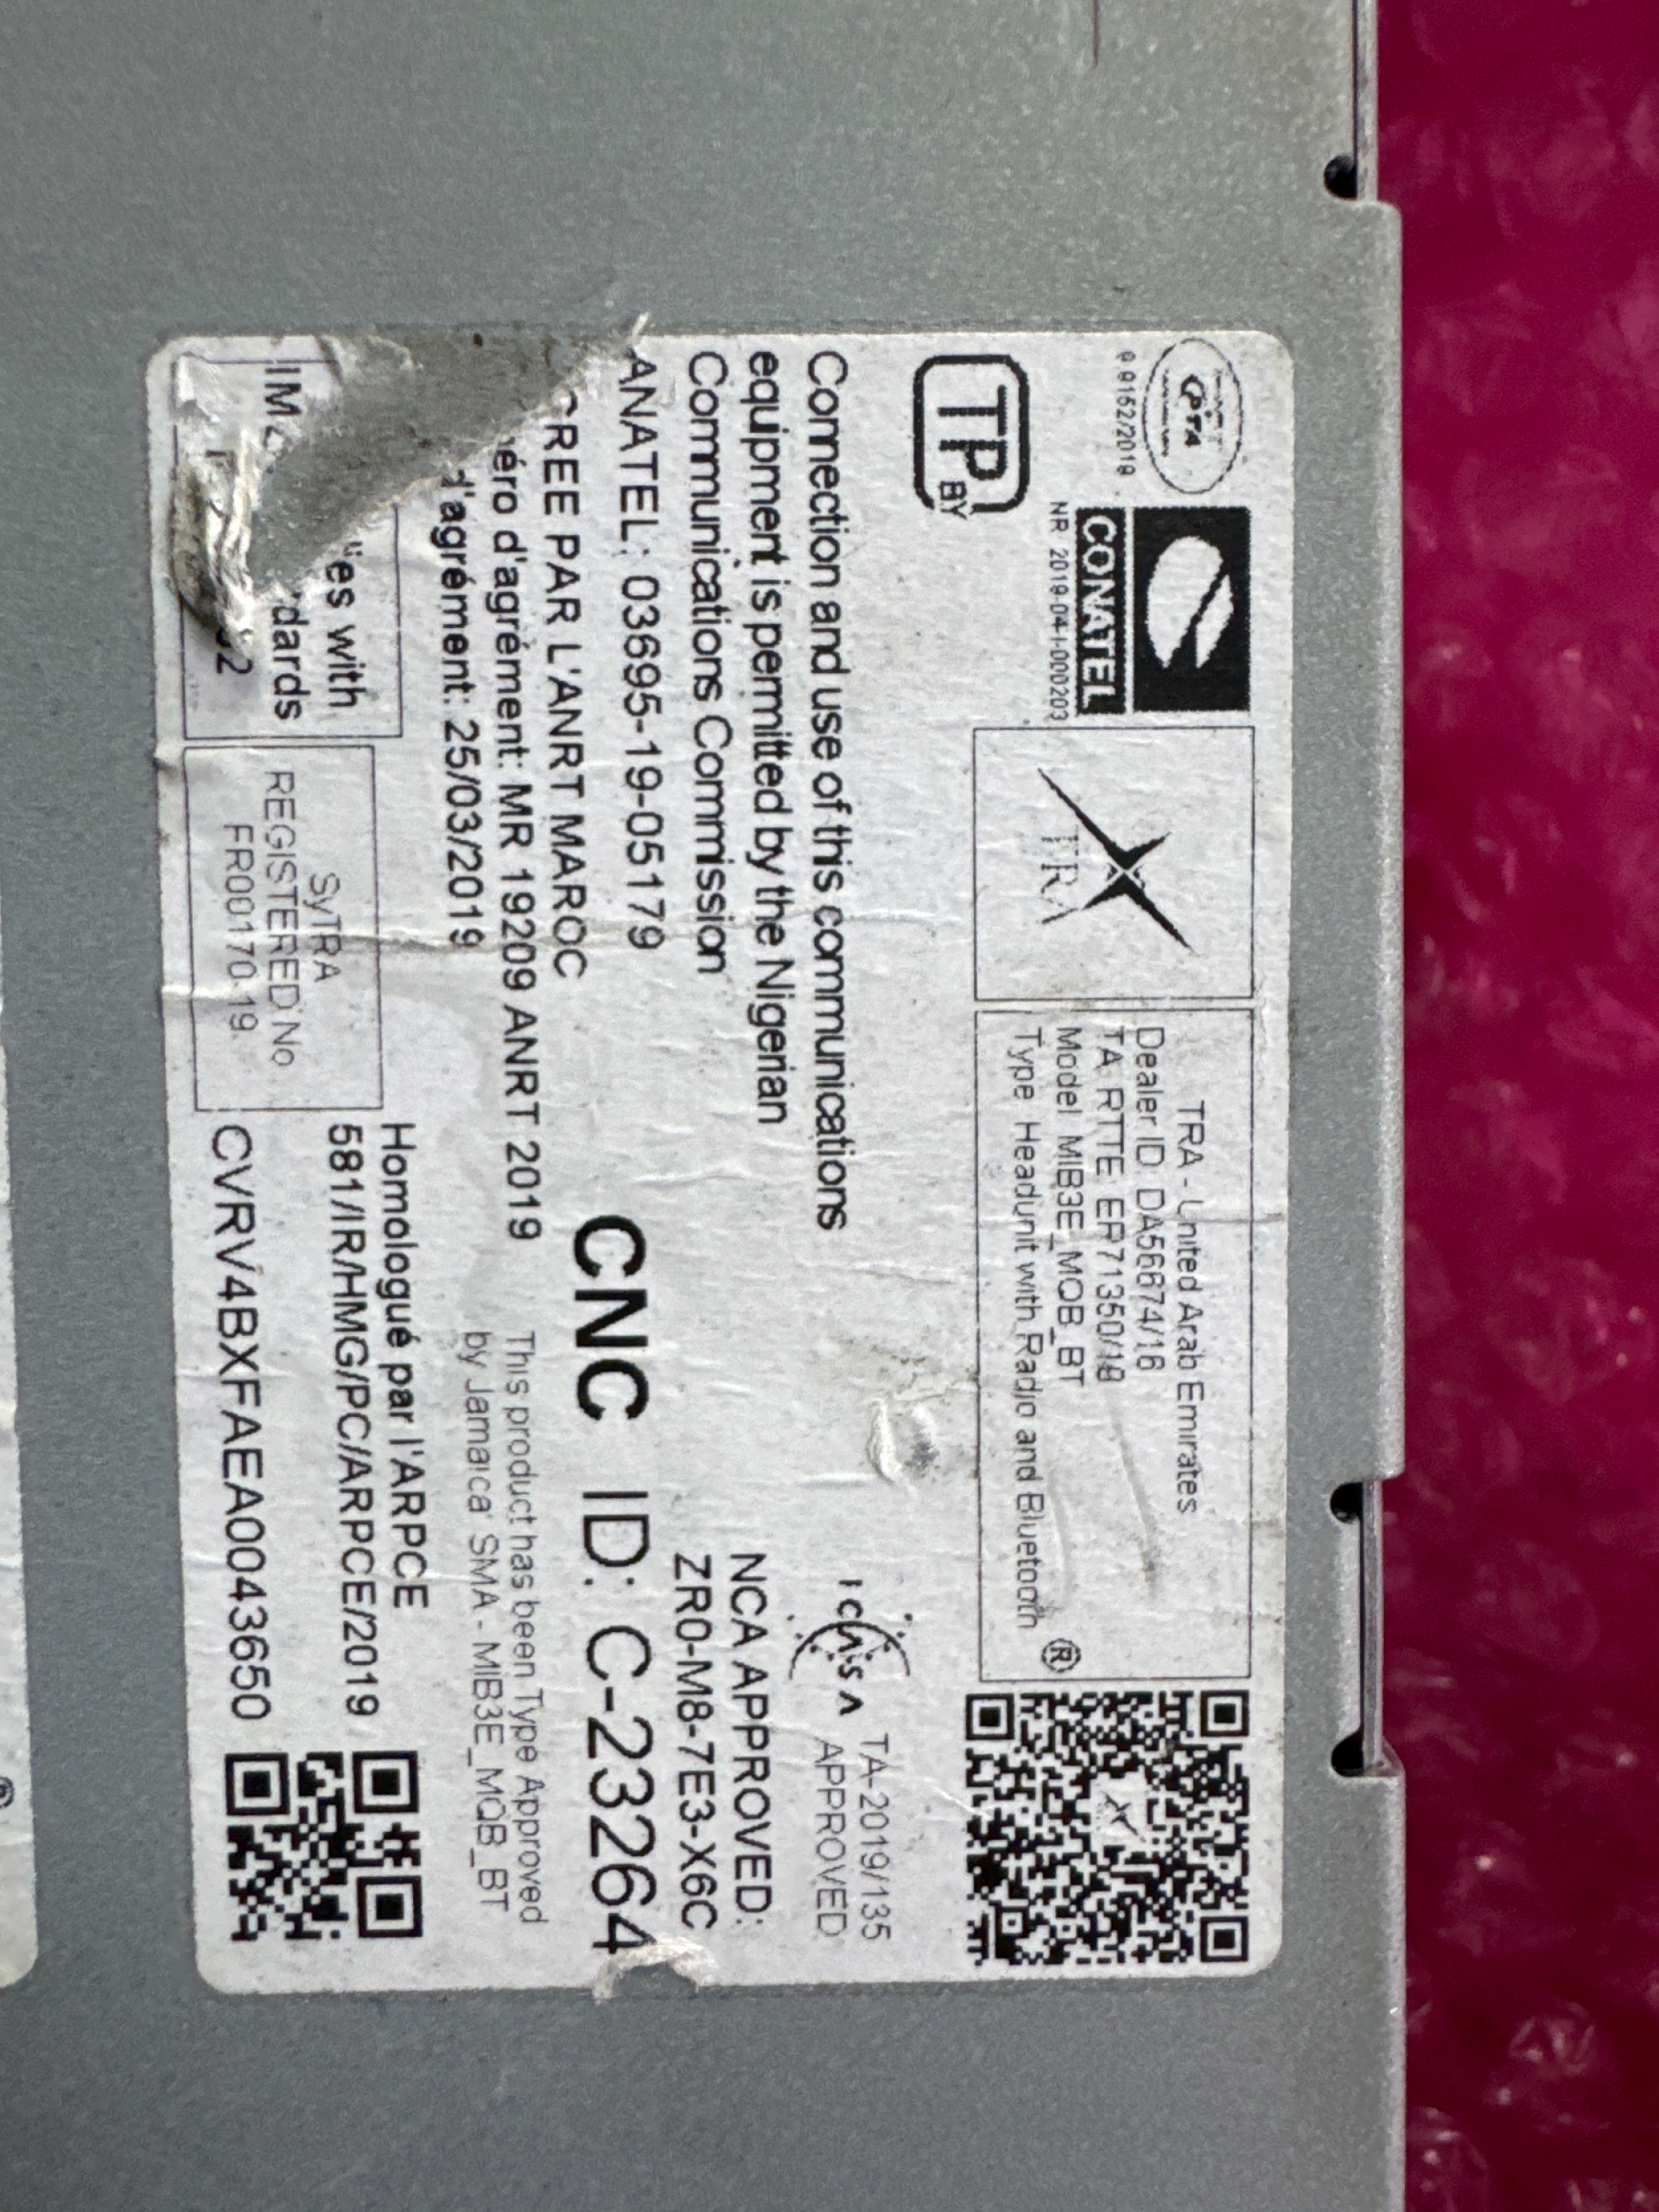 PTA
9152/2019
CONATEL
NR 2019-04-I-000203
TRA
TRA - United Arab Emirates
Dealer ID DA56674/16
TA RTTE ER71350/19
Model MIB3E_MQB_BT
Type Headunit with Radio and Bluetooth ®
TP BY
Connection and use of this communications
equipment is permitted by the Nigerian
Communications Commission
ICASA TA-2019/135
APPROVED
NCA APPROVED:
ZR0-M8-7E3-X6C
ANATEL: 03695-19-05179
CNC ID: C-23264
PAR L'ANRT MAROC
d'agrément: MR 19209 ANRT 2019
d'agrément: 25/03/2019
This product has been Type Approved
by Jamaica SMA - MIB3E_MQB_BT
with
SyTRA
REGISTERED No
FR00170-19
Homologué par l'ARPCE
581/IR/HMG/PC/ARPCE/2019
CVRV4BXFAEA0043650